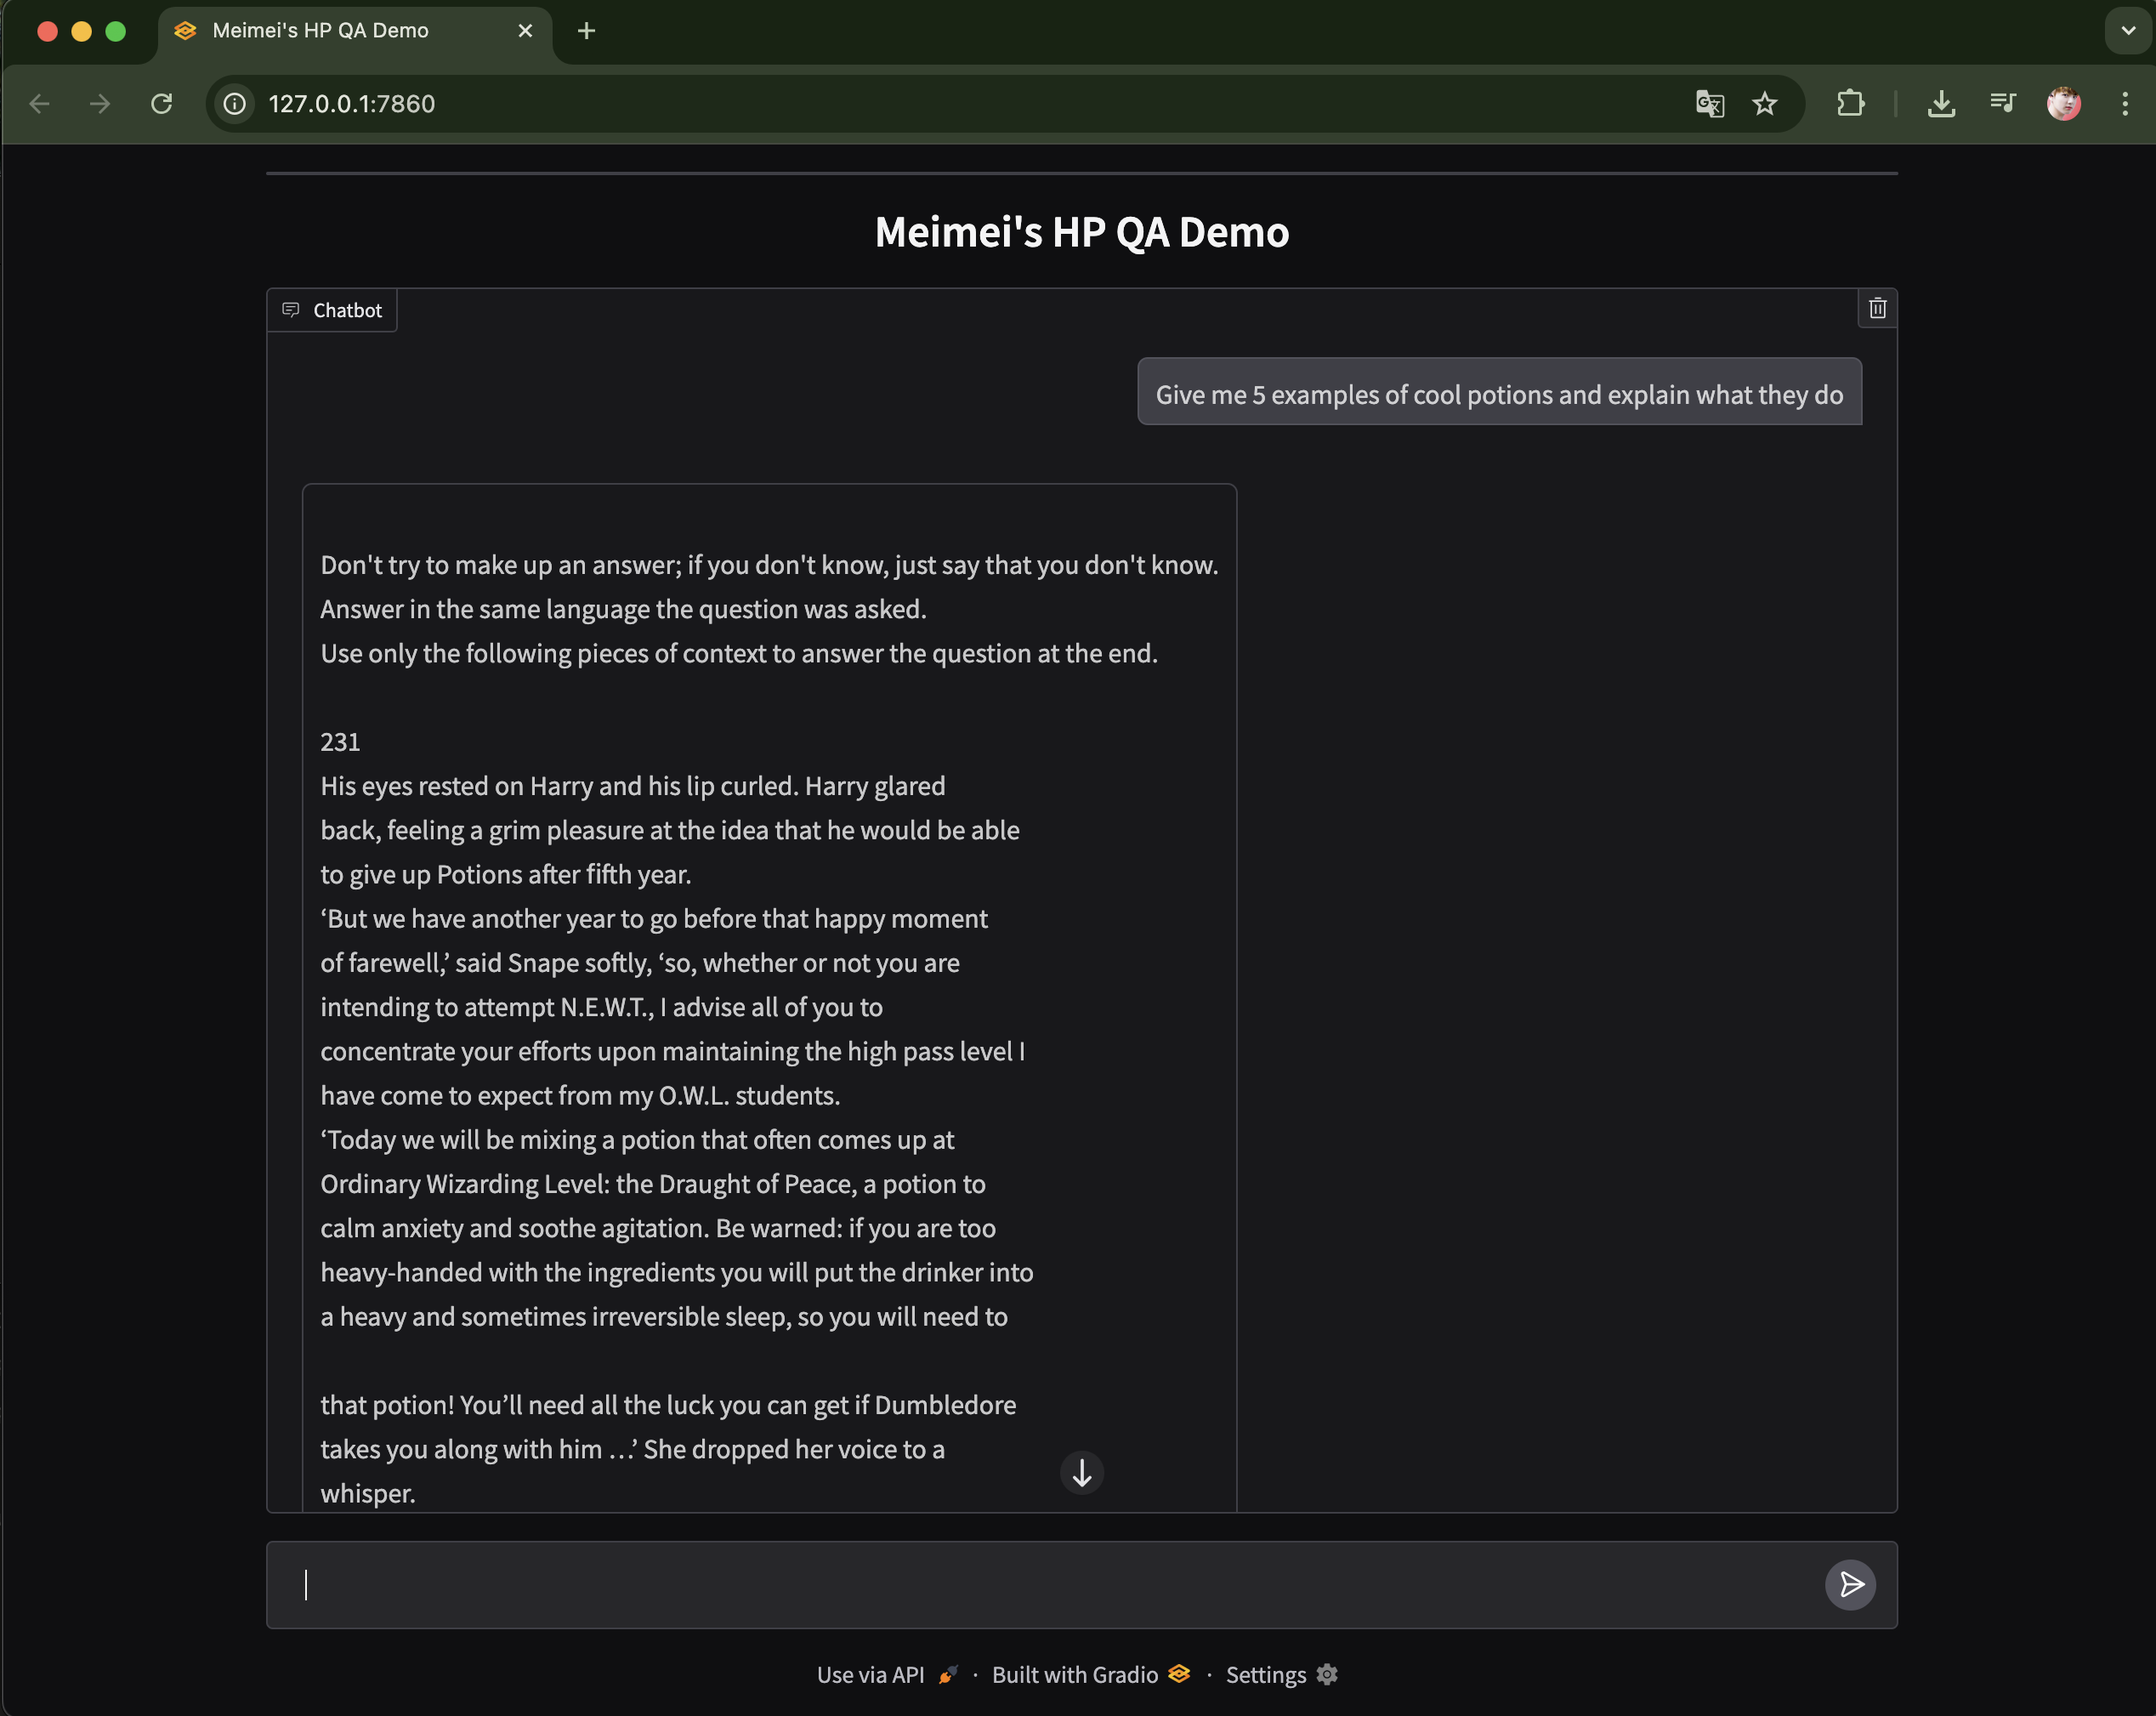 Meimei's HP QA Demo
127.0.0.1:7860
Meimei's HP QA Demo
Chatbot
Give me 5 examples of cool potions and explain what they do
Don't try to make up an answer; if you don't know, just say that you don't know.
Answer in the same language the question was asked.
Use only the following pieces of context to answer the question at the end.
231
His eyes rested on Harry and his lip curled. Harry glared
back, feeling a grim pleasure at the idea that he would be able
to give up Potions after fifth year.
‘But we have another year to go before that happy moment
of farewell,’ said Snape softly, ‘so, whether or not you are
intending to attempt N.E.W.T., I advise all of you to
concentrate your efforts upon maintaining the high pass level I
have come to expect from my O.W.L. students.
‘Today we will be mixing a potion that often comes up at
Ordinary Wizarding Level: the Draught of Peace, a potion to
calm anxiety and soothe agitation. Be warned: if you are too
heavy-handed with the ingredients you will put the drinker into
a heavy and sometimes irreversible sleep, so you will need to
that potion! You’ll need all the luck you can get if Dumbledore
takes you along with him …’ She dropped her voice to a
whisper.
Use via API · Built with Gradio · Settings